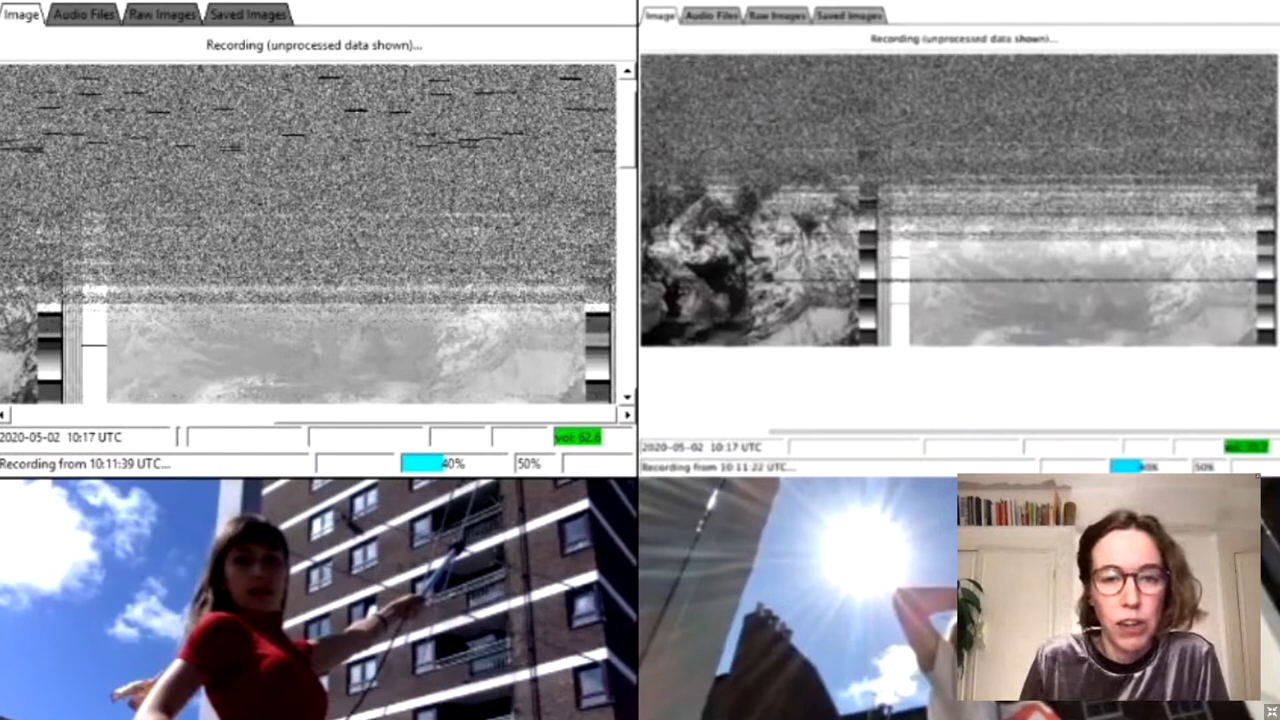 Image Audio Files Raw Images Saved Images
Recording (unprocessed data shown)...
2020-05-02 10:17 UTC
vol: 62.6
Recording from 10:11:39 UTC...
40%
50%
Image Audio Files Raw Images Saved Images
Recording (unprocessed data shown)...
2020-05-02 10:17 UTC
Recording from 10:11:22 UTC...
50%